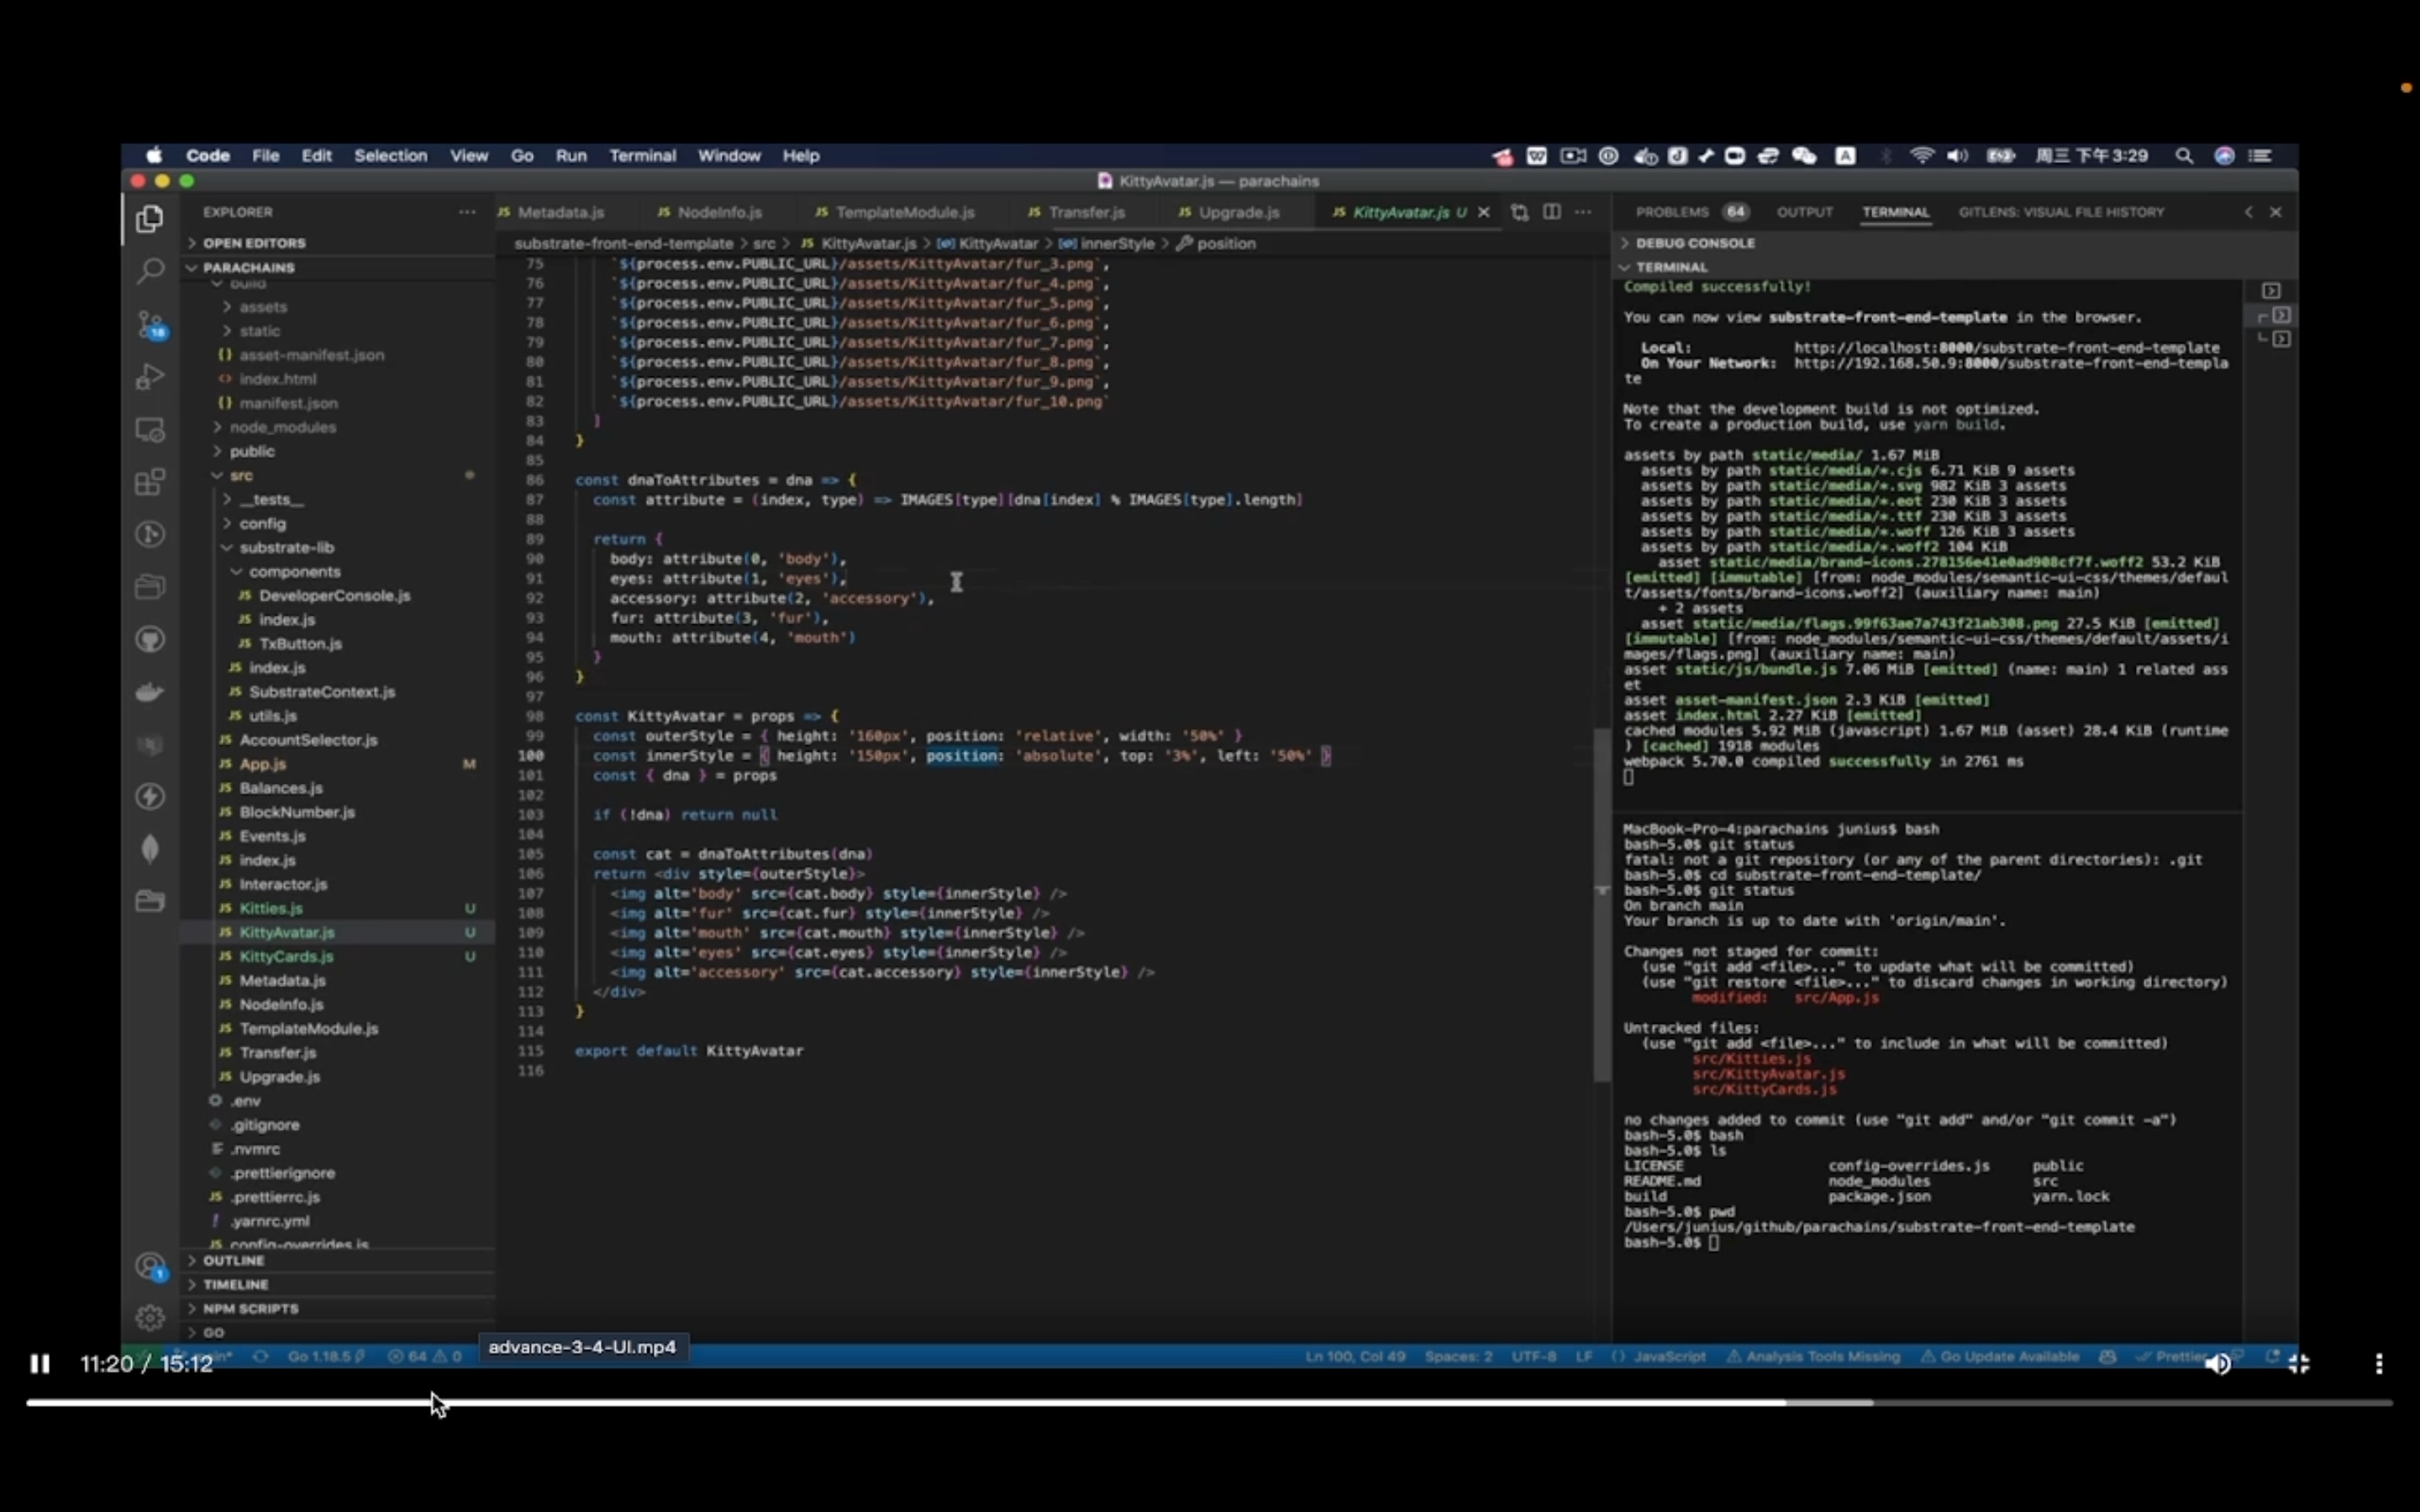 Code File Edit Selection View Go Run Terminal Window Help
周三 下午 3:29
KittyAvatar.js — parachains
EXPLORER
OPEN EDITORS
PARACHAINS
build
assets
static
asset-manifest.json
index.html
manifest.json
node_modules
public
src
__tests__
config
substrate-lib
components
JS DeveloperConsole.js
JS index.js
JS TxButton.js
JS index.js
JS SubstrateContext.js
JS utils.js
JS AccountSelector.js
JS App.js M
JS Balances.js
JS BlockNumber.js
JS Events.js
JS index.js
JS Interactor.js
JS Kitties.js U
JS KittyAvatar.js U
JS KittyCards.js U
JS Metadata.js
JS NodeInfo.js
JS TemplateModule.js
JS Transfer.js
JS Upgrade.js
.env
.gitignore
.nvmrc
.prettierignore
JS .prettierrc.js
! .yarnrc.yml
JS config-overrides.js
OUTLINE
TIMELINE
NPM SCRIPTS
GO
JS Metadata.js JS NodeInfo.js JS TemplateModule.js JS Transfer.js JS Upgrade.js JS KittyAvatar.js U
substrate-front-end-template > src > JS KittyAvatar.js > KittyAvatar > innerStyle > position
75 `${process.env.PUBLIC_URL}/assets/KittyAvatar/fur_3.png`,
76 `${process.env.PUBLIC_URL}/assets/KittyAvatar/fur_4.png`,
77 `${process.env.PUBLIC_URL}/assets/KittyAvatar/fur_5.png`,
78 `${process.env.PUBLIC_URL}/assets/KittyAvatar/fur_6.png`,
79 `${process.env.PUBLIC_URL}/assets/KittyAvatar/fur_7.png`,
80 `${process.env.PUBLIC_URL}/assets/KittyAvatar/fur_8.png`,
81 `${process.env.PUBLIC_URL}/assets/KittyAvatar/fur_9.png`,
82 `${process.env.PUBLIC_URL}/assets/KittyAvatar/fur_10.png`
83 ]
84 }
85
86 const dnaToAttributes = dna => {
87 const attribute = (index, type) => IMAGES[type][dna[index] % IMAGES[type].length]
88
89 return {
90 body: attribute(0, 'body'),
91 eyes: attribute(1, 'eyes'),
92 accessory: attribute(2, 'accessory'),
93 fur: attribute(3, 'fur'),
94 mouth: attribute(4, 'mouth')
95 }
96 }
97
98 const KittyAvatar = props => {
99 const outerStyle = { height: '160px', position: 'relative', width: '50%' }
100 const innerStyle = { height: '150px', position: 'absolute', top: '3%', left: '50%' }
101 const { dna } = props
102
103 if (!dna) return null
104
105 const cat = dnaToAttributes(dna)
106 return <div style={outerStyle}>
107 <img alt='body' src={cat.body} style={innerStyle} />
108 <img alt='fur' src={cat.fur} style={innerStyle} />
109 <img alt='mouth' src={cat.mouth} style={innerStyle} />
110 <img alt='eyes' src={cat.eyes} style={innerStyle} />
111 <img alt='accessory' src={cat.accessory} style={innerStyle} />
112 </div>
113 }
114
115 export default KittyAvatar
116
PROBLEMS 64 OUTPUT TERMINAL GITLENS: VISUAL FILE HISTORY
DEBUG CONSOLE
TERMINAL
Compiled successfully!
You can now view substrate-front-end-template in the browser.
Local: http://localhost:8000/substrate-front-end-template
On Your Network: http://192.168.50.9:8000/substrate-front-end-templa
te
Note that the development build is not optimized.
To create a production build, use yarn build.
assets by path static/media/ 1.67 MiB
assets by path static/media/*.cjs 6.71 KiB 9 assets
assets by path static/media/*.svg 982 KiB 3 assets
assets by path static/media/*.eot 230 KiB 3 assets
assets by path static/media/*.ttf 230 KiB 3 assets
assets by path static/media/*.woff 126 KiB 3 assets
assets by path static/media/*.woff2 104 KiB
asset static/media/brand-icons.278156e41e0ad908cf7f.woff2 53.2 KiB
[emitted] [immutable] [from: node_modules/semantic-ui-css/themes/defaul
t/assets/fonts/brand-icons.woff2] (auxiliary name: main)
+ 2 assets
asset static/media/flags.99f63ae7a743f21ab308.png 27.5 KiB [emitted]
[immutable] [from: node_modules/semantic-ui-css/themes/default/assets/i
mages/flags.png] (auxiliary name: main)
asset static/js/bundle.js 7.06 MiB [emitted] (name: main) 1 related ass
et
asset asset-manifest.json 2.3 KiB [emitted]
asset index.html 2.27 KiB [emitted]
cached modules 5.92 MiB (javascript) 1.67 MiB (asset) 28.4 KiB (runtime
) [cached] 1918 modules
webpack 5.70.0 compiled successfully in 2761 ms
MacBook-Pro-4:parachains junius$ bash
bash-5.0$ git status
fatal: not a git repository (or any of the parent directories): .git
bash-5.0$ cd substrate-front-end-template/
bash-5.0$ git status
On branch main
Your branch is up to date with 'origin/main'.
Changes not staged for commit:
(use "git add <file>..." to update what will be committed)
(use "git restore <file>..." to discard changes in working directory)
modified: src/App.js
Untracked files:
(use "git add <file>..." to include in what will be committed)
src/Kitties.js
src/KittyAvatar.js
src/KittyCards.js
no changes added to commit (use "git add" and/or "git commit -a")
bash-5.0$ bash
bash-5.0$ ls
LICENSE config-overrides.js public
README.md node_modules src
build package.json yarn.lock
bash-5.0$ pwd
/Users/junius/github/parachains/substrate-front-end-template
bash-5.0$
advance-3-4-UI.mp4
11:20 / 15:12
Go 1.18.5 64 0 Ln 100, Col 49 Spaces: 2 UTF-8 LF JavaScript Analysis Tools Missing Go Update Available